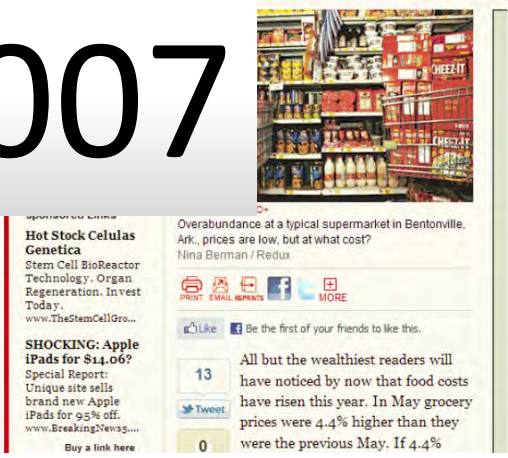 007
CHEEZ-IT
CHEEZ-IT
Sponsored Links
Hot Stock Celulas
Genetica
Stem Cell BioReactor
Technology. Organ
Regeneration. Invest
Today.
www.TheStemCellGro...
SHOCKING: Apple
iPads for $14.06?
Special Report:
Unique site sells
brand new Apple
iPads for 95% off.
www.BreakingNews5....
Buy a link here
Overabundance at a typical supermarket in Bentonville,
Ark., prices are low, but at what cost?
Nina Berman / Redux
PRINT EMAIL REPRINTS MORE
Like Be the first of your friends to like this.
13
Tweet
0
All but the wealthiest readers will
have noticed by now that food costs
have risen this year. In May grocery
prices were 4.4% higher than they
were the previous May. If 4.4%